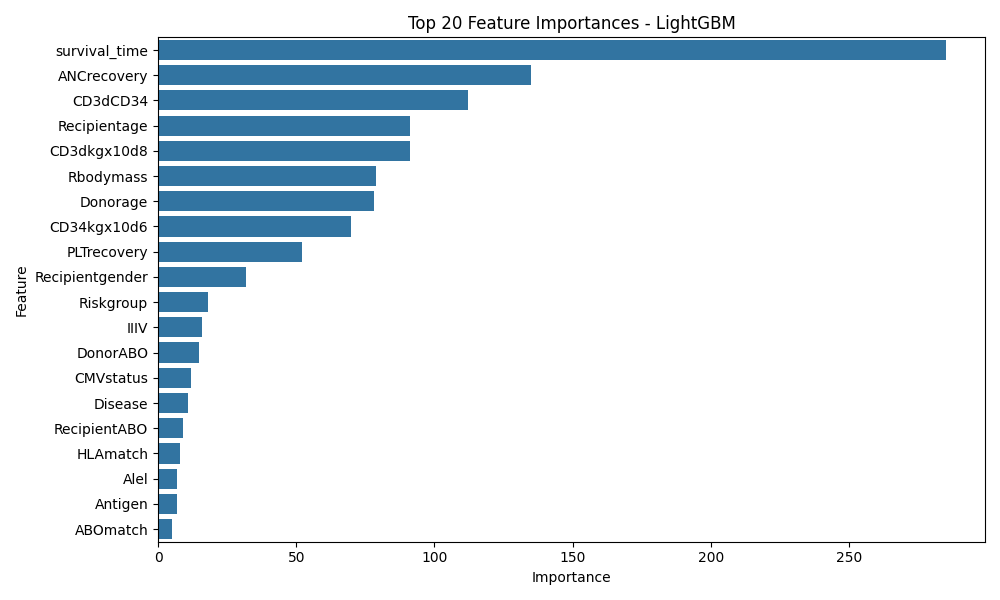 Top 20 Feature Importances - LightGBM
survival_time
ANCrecovery
CD3dCD34
Recipientage
CD3dkgx10d8
Rbodymass
Donorage
CD34kgx10d6
PLTrecovery
Recipientgender
Riskgroup
IIIV
DonorABO
CMVstatus
Disease
RecipientABO
HLAmatch
Alel
Antigen
ABOmatch
Feature
0 50 100 150 200 250
Importance